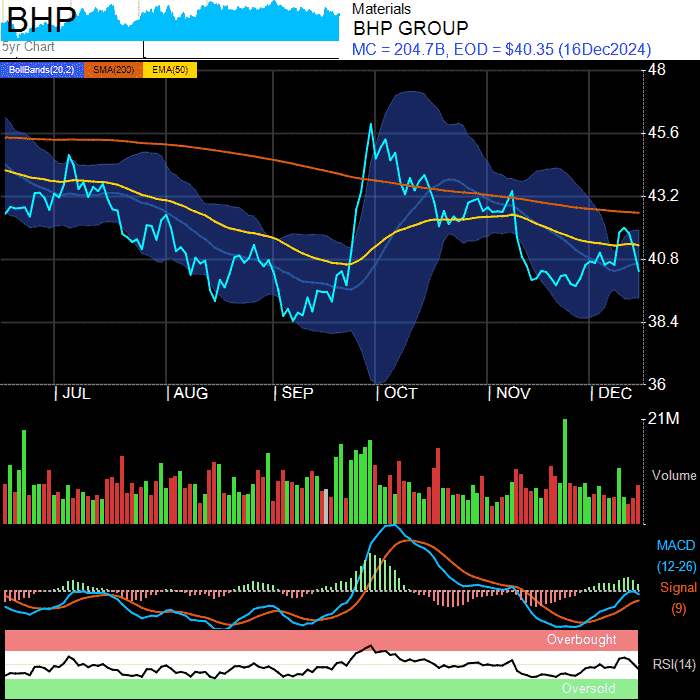 BHP
5yr Chart
Materials
BHP GROUP
MC = 204.7B, EOD = $40.35 (16Dec2024)
BollBands(20,2) SMA(200) EMA(50)
48
45.6
43.2
40.8
38.4
36
JUL AUG SEP OCT NOV DEC
21M
Volume
MACD
(12-26)
Signal
(9)
Overbought
RSI(14)
Oversold